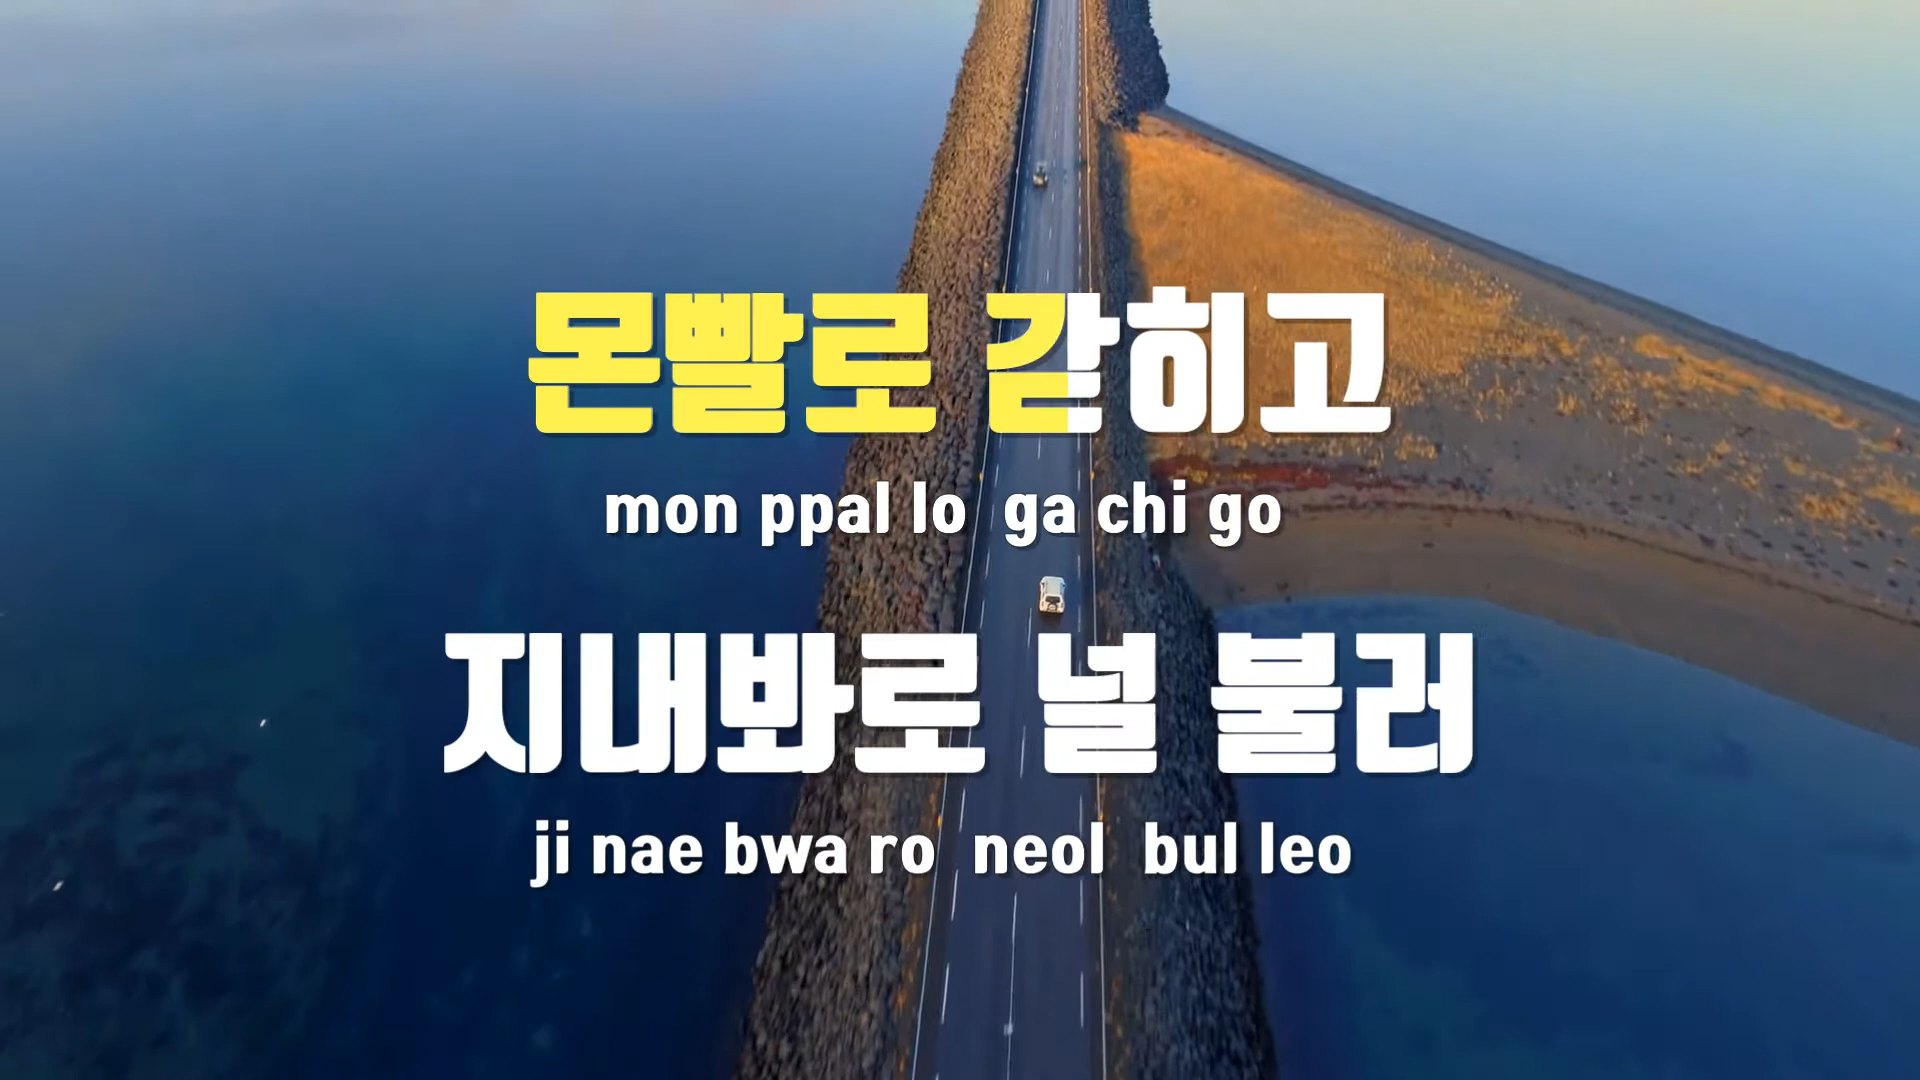 몬빨로 갇히고
mon ppal lo ga chi go
지내봐로 널 불러
ji nae bwa ro neol bul leo